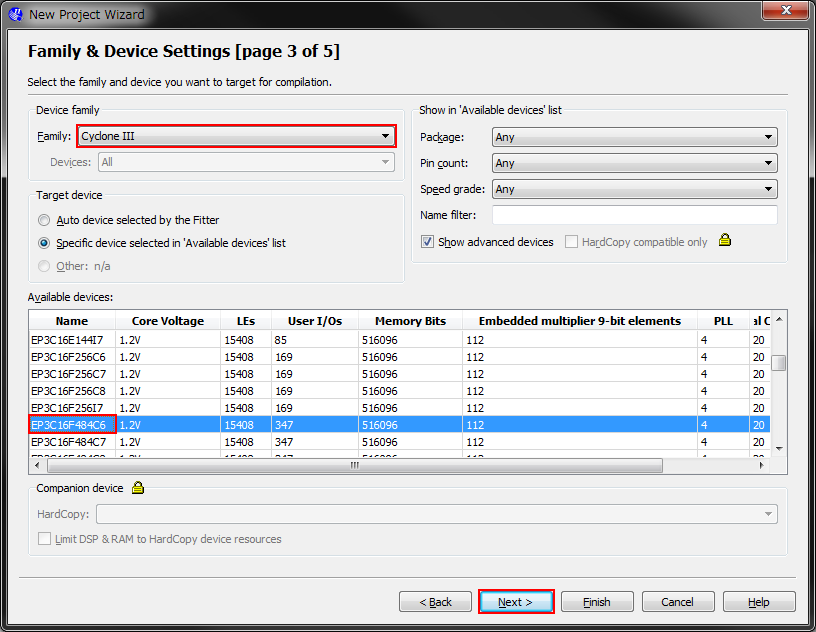 New Project Wizard
Family & Device Settings [page 3 of 5]
Select the family and device you want to target for compilation.
Device family
Family: Cyclone III
Devices: All
Target device
Auto device selected by the Fitter
Specific device selected in 'Available devices' list
Other: n/a
Show in 'Available devices' list
Package: Any
Pin count: Any
Speed grade: Any
Name filter:
Show advanced devices HardCopy compatible only
Available devices:
Name Core Voltage LEs User I/Os Memory Bits Embedded multiplier 9-bit elements PLL al C
EP3C16E144I7 1.2V 15408 85 516096 112 4 20
EP3C16F256C6 1.2V 15408 169 516096 112 4 20
EP3C16F256C7 1.2V 15408 169 516096 112 4 20
EP3C16F256C8 1.2V 15408 169 516096 112 4 20
EP3C16F256I7 1.2V 15408 169 516096 112 4 20
EP3C16F484C6 1.2V 15408 347 516096 112 4 20
EP3C16F484C7 1.2V 15408 347 516096 112 4 20
Companion device
HardCopy:
Limit DSP & RAM to HardCopy device resources
< Back Next > Finish Cancel Help